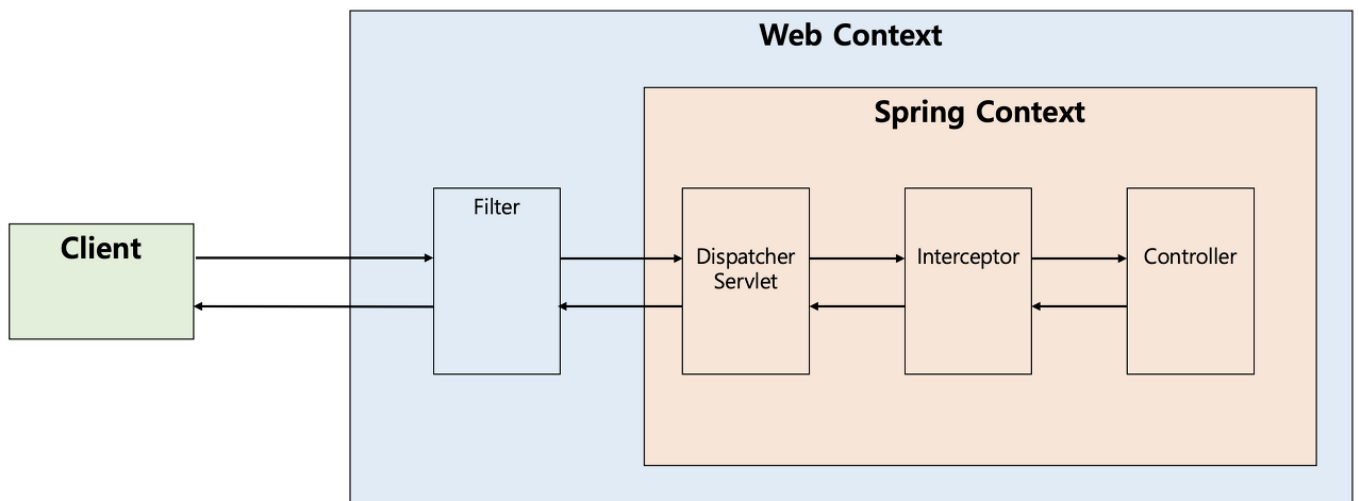 Web Context
Spring Context
Client
Filter
Dispatcher
Servlet
Interceptor
Controller